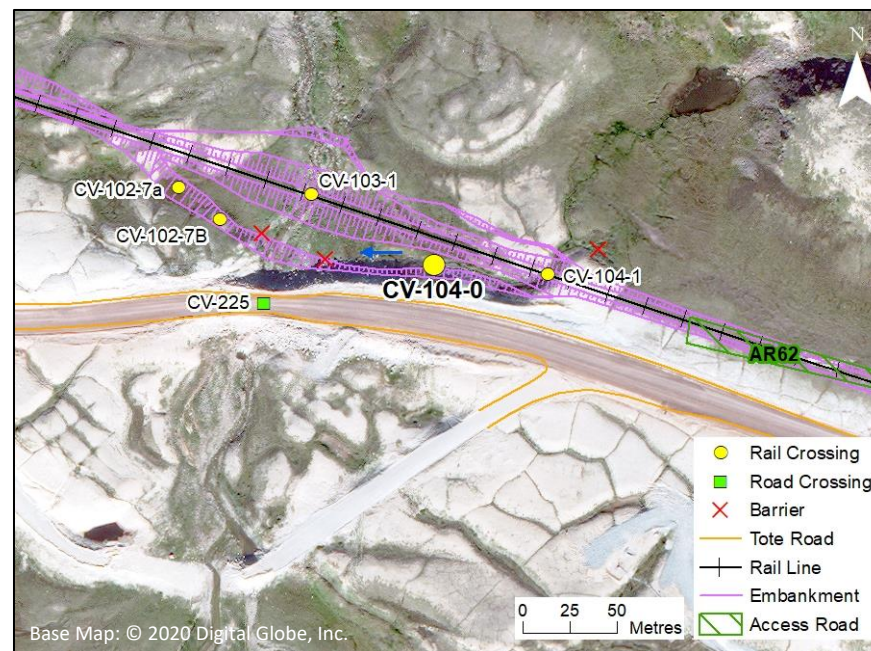 N
CV-102-7a
CV-103-1
CV-102-7B
CV-104-0
CV-104-1
CV-225
AR62
Rail Crossing
Road Crossing
Barrier
Tote Road
Rail Line
Embankment
Access Road
0 25 50
Metres
Base Map: © 2020 Digital Globe, Inc.